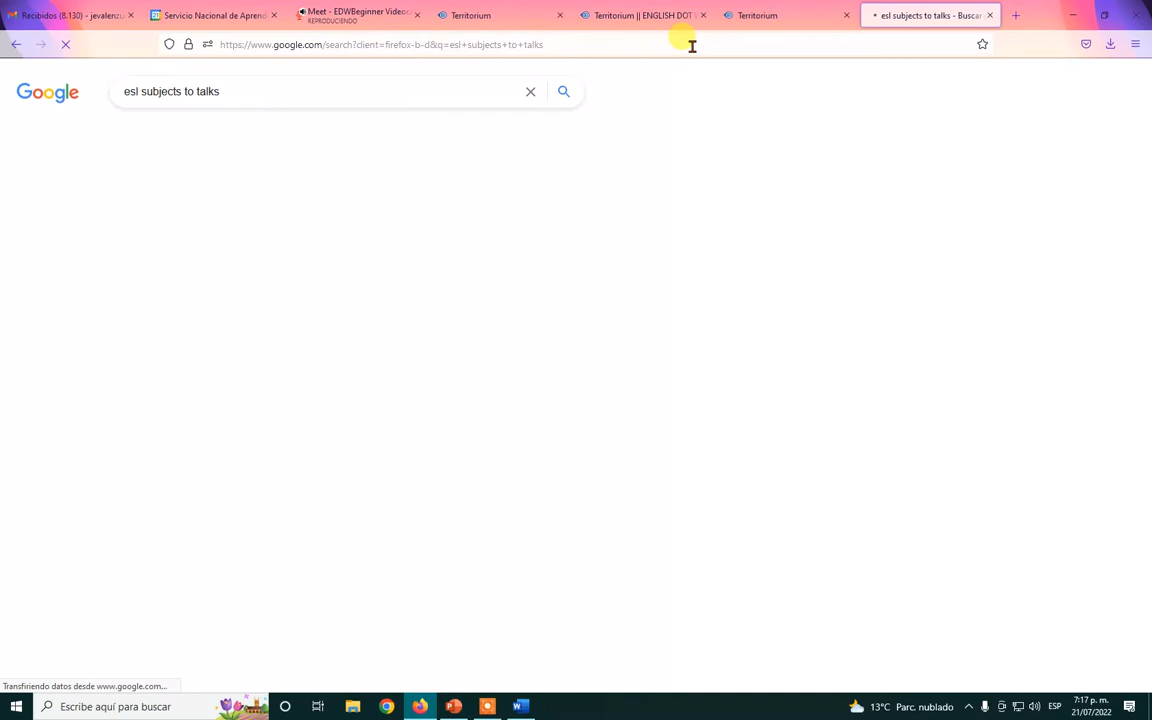 Recibidos (8.130) - jevalenzu
Servicio Nacional de Aprend
Meet - EDWBeginner Videoc
REPRODUCIENDO
Territorium
Territorium || ENGLISH DOT W
Territorium
esl subjects to talks - Buscar
https://www.google.com/search?client=firefox-b-d&q=esl+subjects+to+talks
Google
esl subjects to talks
Transfiriendo datos desde www.google.com...
Escribe aquí para buscar
13°C Parc. nublado
ESP
7:17 p. m.
21/07/2022